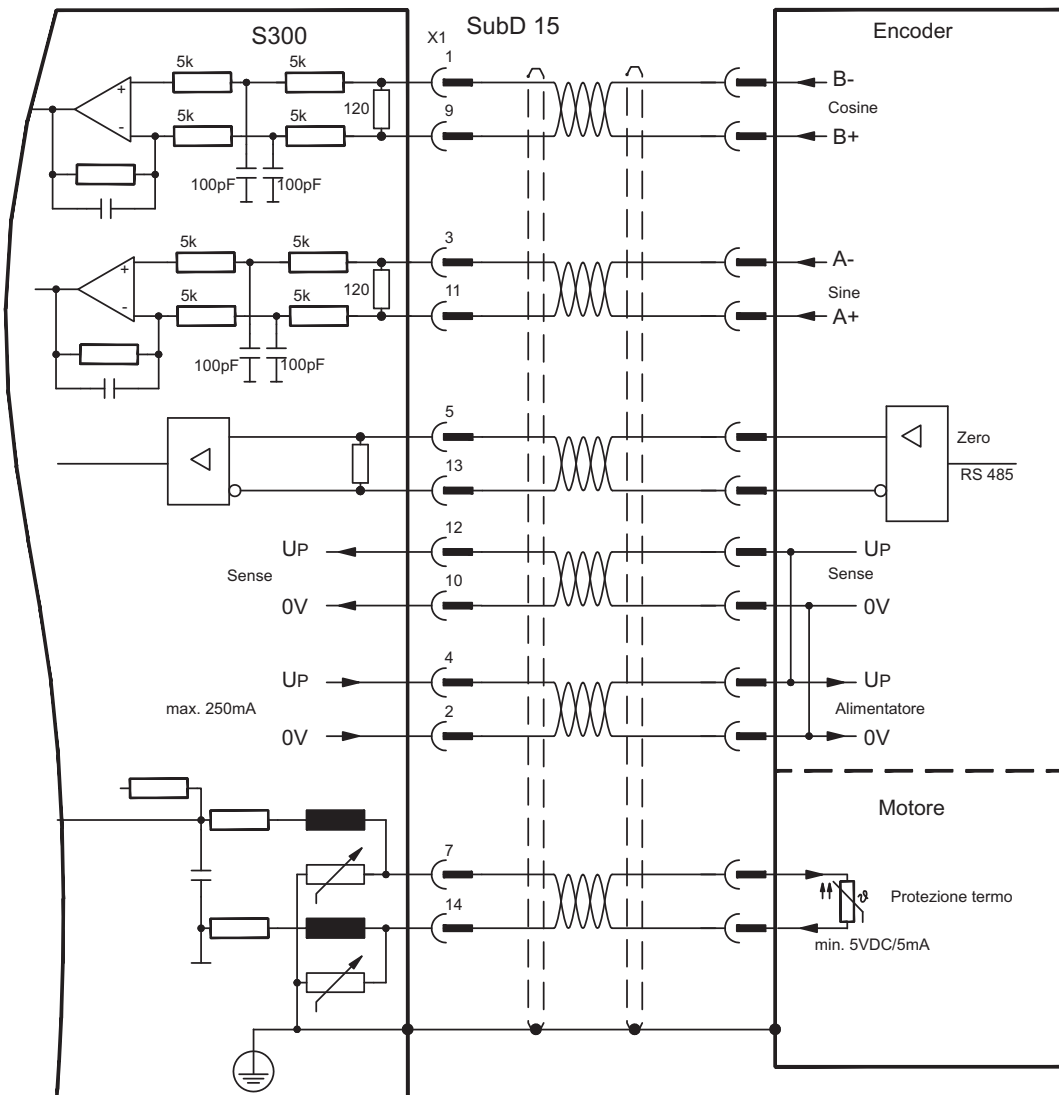 S300
X1
SubD 15
Encoder
5k
5k
120
5k
5k
100pF
100pF
1
9
B-
Cosine
B+
+
-
5k
5k
120
5k
5k
100pF
100pF
3
11
A-
Sine
A+
+
-
5
13
Zero
RS 485
UP
Sense
0V
12
10
UP
Sense
0V
UP
max. 250mA
0V
4
2
UP
Alimentatore
0V
Motore
7
14
ϑ
Protezione termo
min. 5VDC/5mA